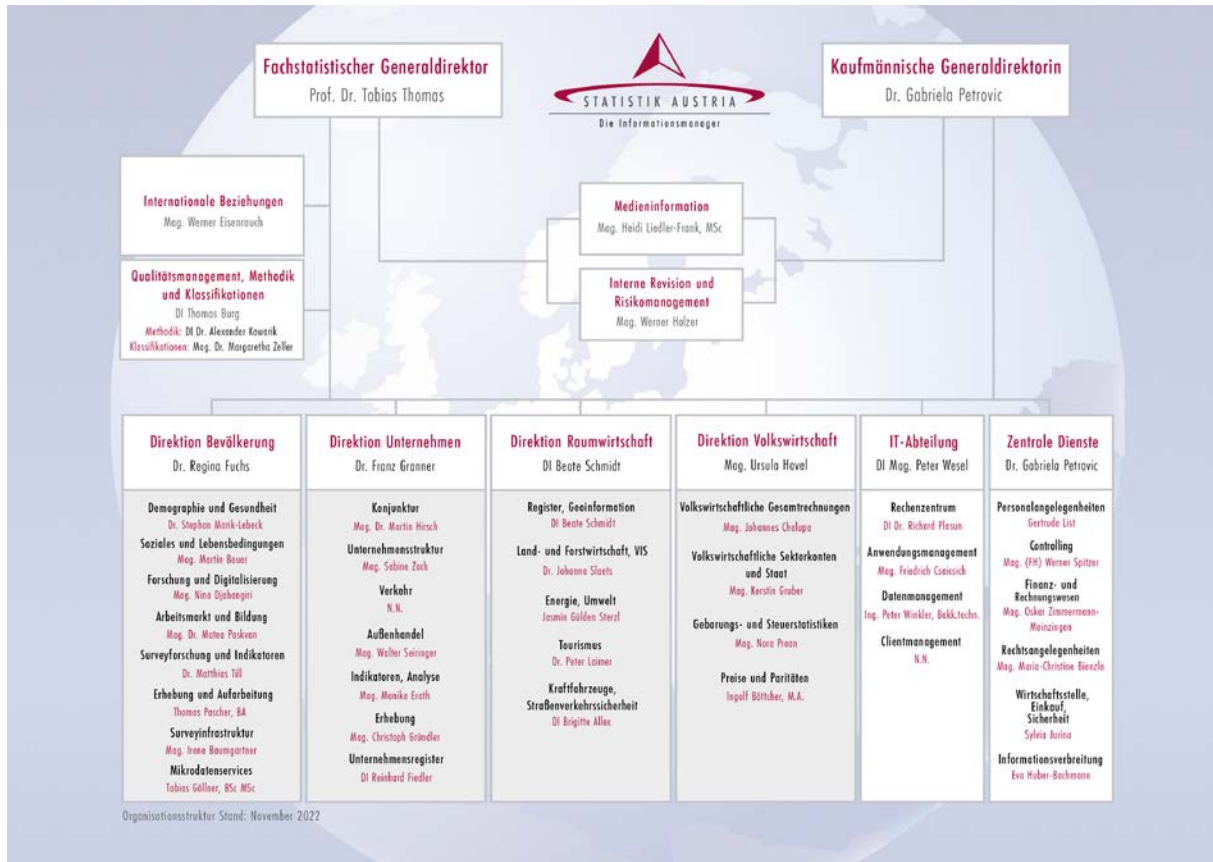 Fachstatistischer Generaldirektor
Prof. Dr. Tobias Thomas
STATISTIK AUSTRIA
Die Informationsmanager
Kaufmännische Generaldirektorin
Dr. Gabriela Petrovic
Internationale Beziehungen
Mag. Werner Eisenrauch
Qualitätsmanagement, Methodik
und Klassifikationen
DI Thomas Burg
Methodik: DI Dr. Alexander Kowarik
Klassifikationen: Mag. Dr. Margaretha Zeller
Medieninformation
Mag. Heidi Liedler-Frank, MSc
Interne Revision und
Risikomanagement
Mag. Werner Holzer
Direktion Bevölkerung
Dr. Regina Fuchs
Demographie und Gesundheit
Dr. Stephan Marik-Lebeck
Soziales und Lebensbedingungen
Mag. Martin Bauer
Forschung und Digitalisierung
Mag. Nina Djahangiri
Arbeitsmarkt und Bildung
Mag. Dr. Matea Paskvan
Surveyforschung und Indikatoren
Dr. Matthias Till
Erhebung und Aufarbeitung
Thomas Pascher, BA
Surveyinfrastruktur
Mag. Irene Baumgartner
Mikrodatenservices
Tobias Göllner, BSc MSc
Direktion Unternehmen
Dr. Franz Granner
Konjunktur
Mag. Dr. Martin Hirsch
Unternehmensstruktur
Mag. Sabine Zach
Verkehr
N.N.
Außenhandel
Mag. Walter Seiringer
Indikatoren, Analyse
Mag. Monika Erath
Erhebung
Mag. Christoph Gründler
Unternehmensregister
DI Reinhard Fiedler
Direktion Raumwirtschaft
DI Beate Schmidt
Register, Geoinformation
DI Beate Schmidt
Land- und Forstwirtschaft, VIS
Dr. Johanna Slaets
Energie, Umwelt
Jasmin Gülden Sterzl
Tourismus
Dr. Peter Laimer
Kraftfahrzeuge,
Straßenverkehrssicherheit
DI Brigitte Allex
Direktion Volkswirtschaft
Mag. Ursula Havel
Volkswirtschaftliche Gesamtrechnungen
Mag. Johannes Chalupa
Volkswirtschaftliche Sektorkonten
und Staat
Mag. Kerstin Gruber
Gebarungs- und Steuerstatistiken
Mag. Nora Prean
Preise und Paritäten
Ingolf Böttcher, M.A.
IT-Abteilung
DI Mag. Peter Wesel
Rechenzentrum
DI Dr. Richard Plasun
Anwendungsmanagement
Mag. Friedrich Csaicsich
Datenmanagement
Ing. Peter Winkler, Bakk.techn.
Clientmanagement
N.N.
Zentrale Dienste
Dr. Gabriela Petrovic
Personalangelegenheiten
Gertrude List
Controlling
Mag. (FH) Werner Spitzer
Finanz- und
Rechnungswesen
Mag. Oskar Zimmermann-
Meinzingen
Rechtsangelegenheiten
Mag. Maria-Christine Bienzle
Wirtschaftsstelle,
Einkauf,
Sicherheit
Sylvia Jurina
Informationsverbreitung
Eva Huber-Bachmann
Organisationsstruktur Stand: November 2022